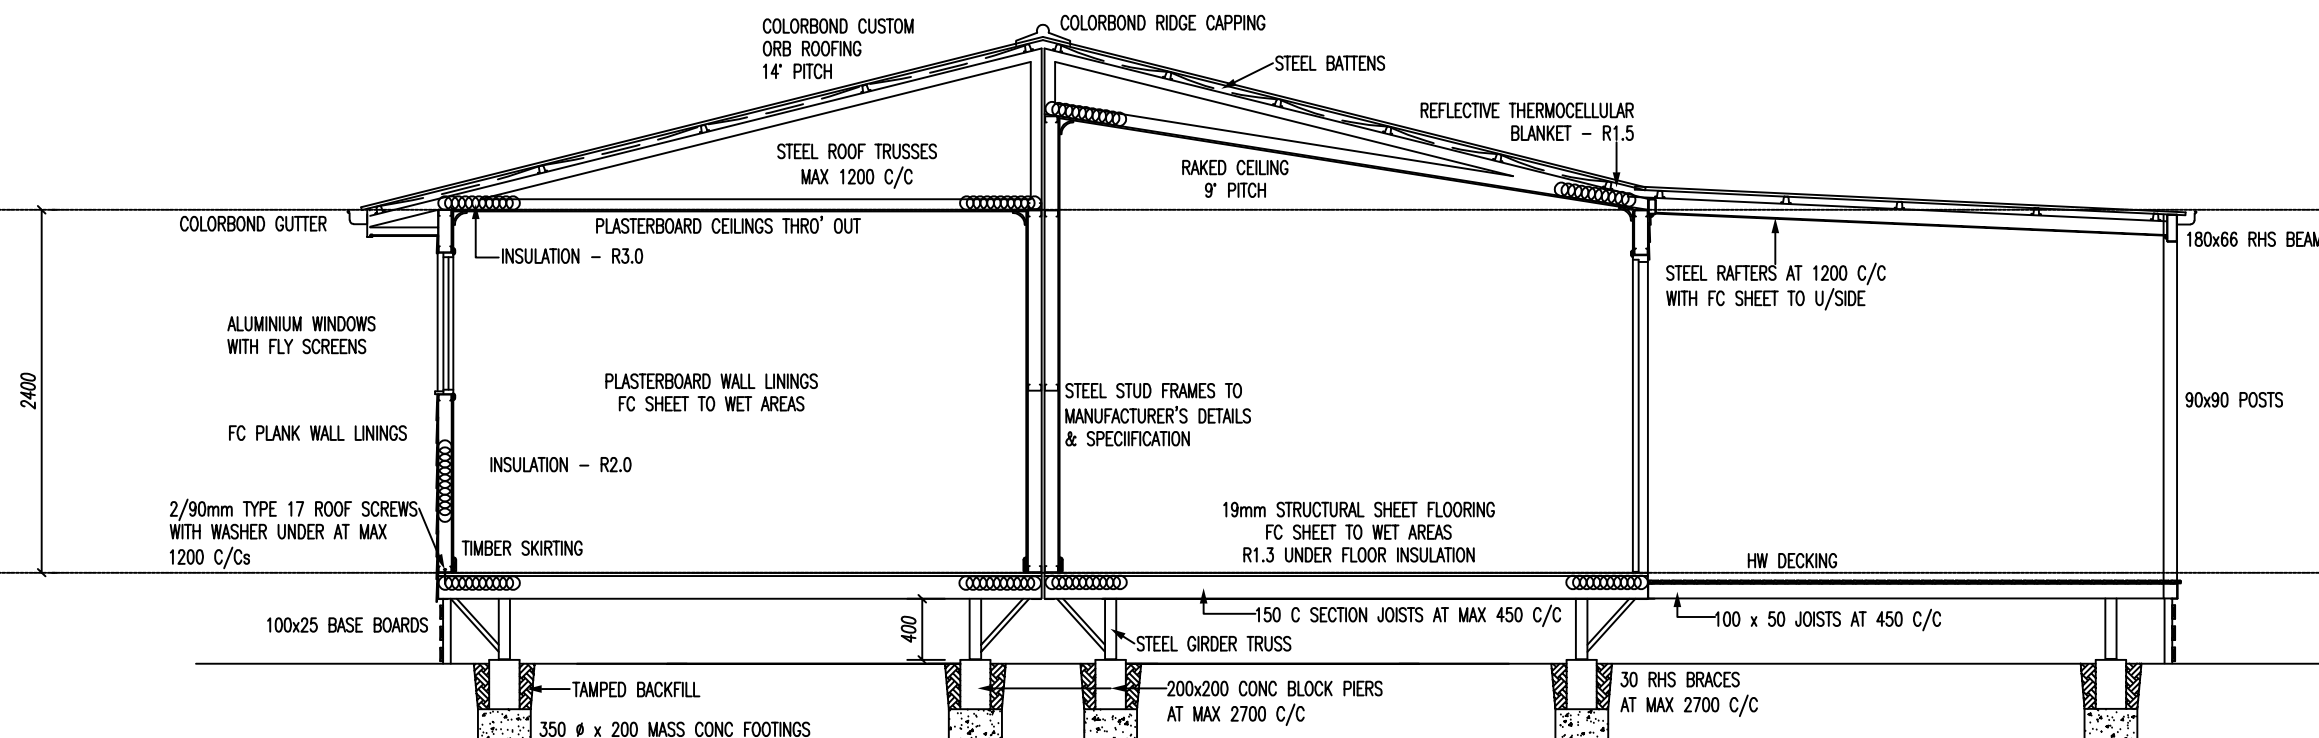 COLORBOND CUSTOM
ORB ROOFING
14° PITCH
COLORBOND RIDGE CAPPING
STEEL BATTENS
REFLECTIVE THERMOCELLULAR
BLANKET - R1.5
STEEL ROOF TRUSSES
MAX 1200 C/C
RAKED CEILING
9° PITCH
COLORBOND GUTTER
PLASTERBOARD CEILINGS THRO' OUT
INSULATION - R3.0
180x66 RHS BEAM
STEEL RAFTERS AT 1200 C/C
WITH FC SHEET TO U/SIDE
ALUMINIUM WINDOWS
WITH FLY SCREENS
2400
PLASTERBOARD WALL LININGS
FC SHEET TO WET AREAS
STEEL STUD FRAMES TO
MANUFACTURER'S DETAILS
& SPECIIFICATION
90x90 POSTS
FC PLANK WALL LININGS
INSULATION - R2.0
2/90mm TYPE 17 ROOF SCREWS
WITH WASHER UNDER AT MAX
1200 C/Cs
TIMBER SKIRTING
19mm STRUCTURAL SHEET FLOORING
FC SHEET TO WET AREAS
R1.3 UNDER FLOOR INSULATION
HW DECKING
100x25 BASE BOARDS
400
150 C SECTION JOISTS AT MAX 450 C/C
100 x 50 JOISTS AT 450 C/C
STEEL GIRDER TRUSS
TAMPED BACKFILL
200x200 CONC BLOCK PIERS
AT MAX 2700 C/C
30 RHS BRACES
AT MAX 2700 C/C
350 ø x 200 MASS CONC FOOTINGS